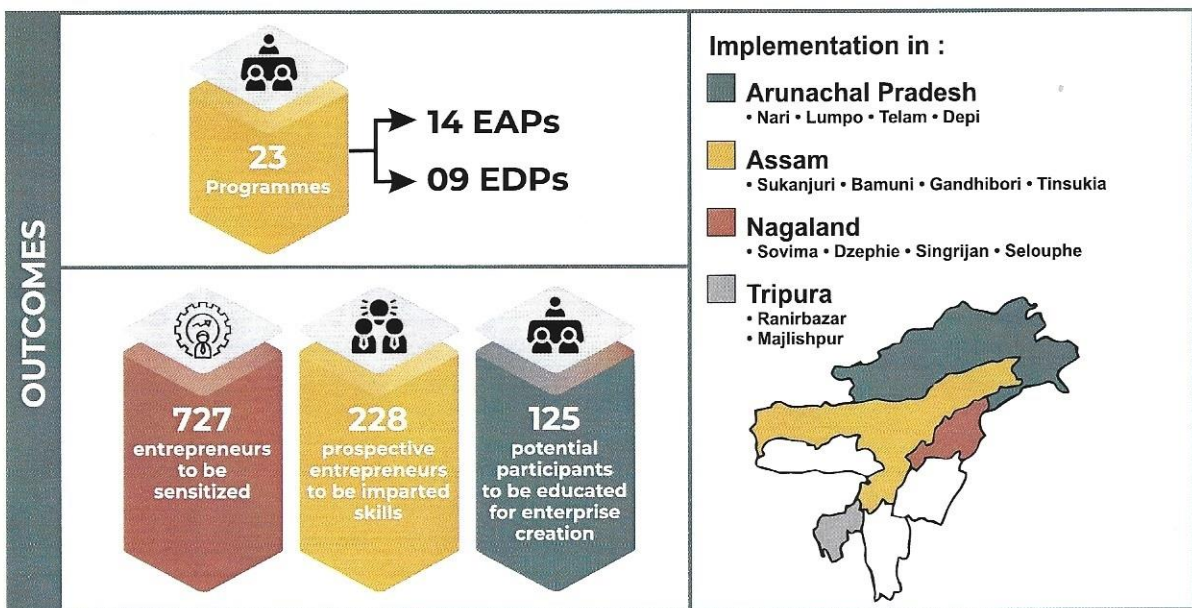 OUTCOMES
23
Programmes
14 EAPs
09 EDPs
727
entrepreneurs
to be
sensitized
228
prospective
entrepreneurs
to be imparted
skills
125
potential
participants
to be educated
for enterprise
creation
Implementation in :
Arunachal Pradesh
• Nari • Lumpo • Telam • Depi
Assam
• Sukanjuri • Bamuni • Gandhibori • Tinsukia
Nagaland
• Sovima • Dzephie • Singrijan • Selouphe
Tripura
• Ranirbazar
• Majlishpur